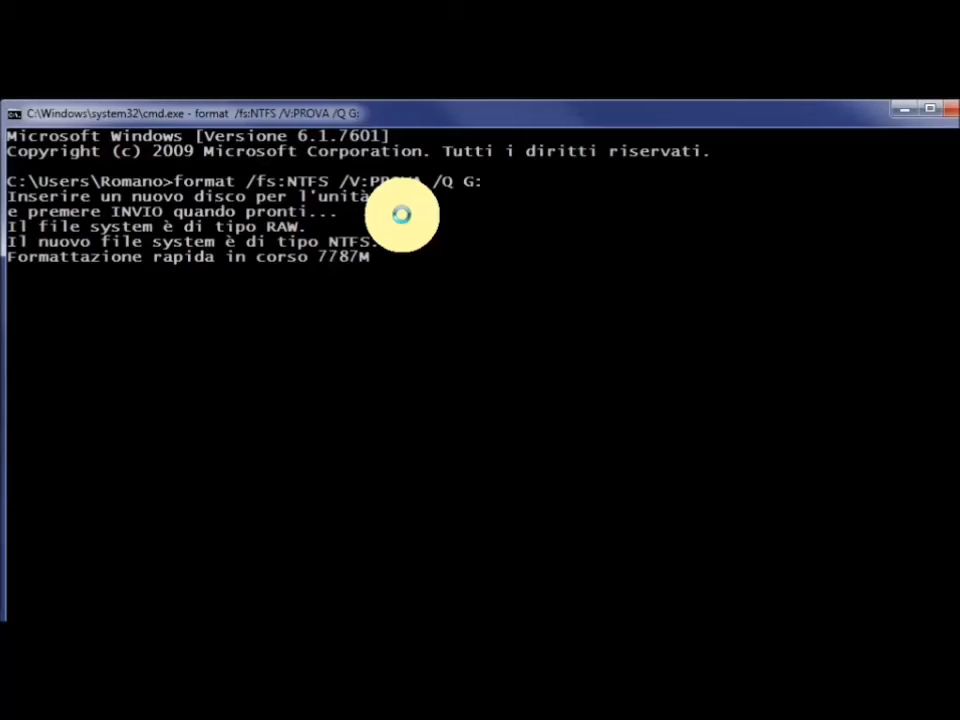 C:\Windows\system32\cmd.exe - format /fs:NTFS /V:PROVA /Q G:
Microsoft Windows [Versione 6.1.7601]
Copyright (c) 2009 Microsoft Corporation. Tutti i diritti riservati.
C:\Users\Romano>format /fs:NTFS /V:PROVA /Q G:
Inserire un nuovo disco per l'unità
e premere INVIO quando pronti...
Il file system è di tipo RAW.
Il nuovo file system è di tipo NTFS.
Formattazione rapida in corso 7787M